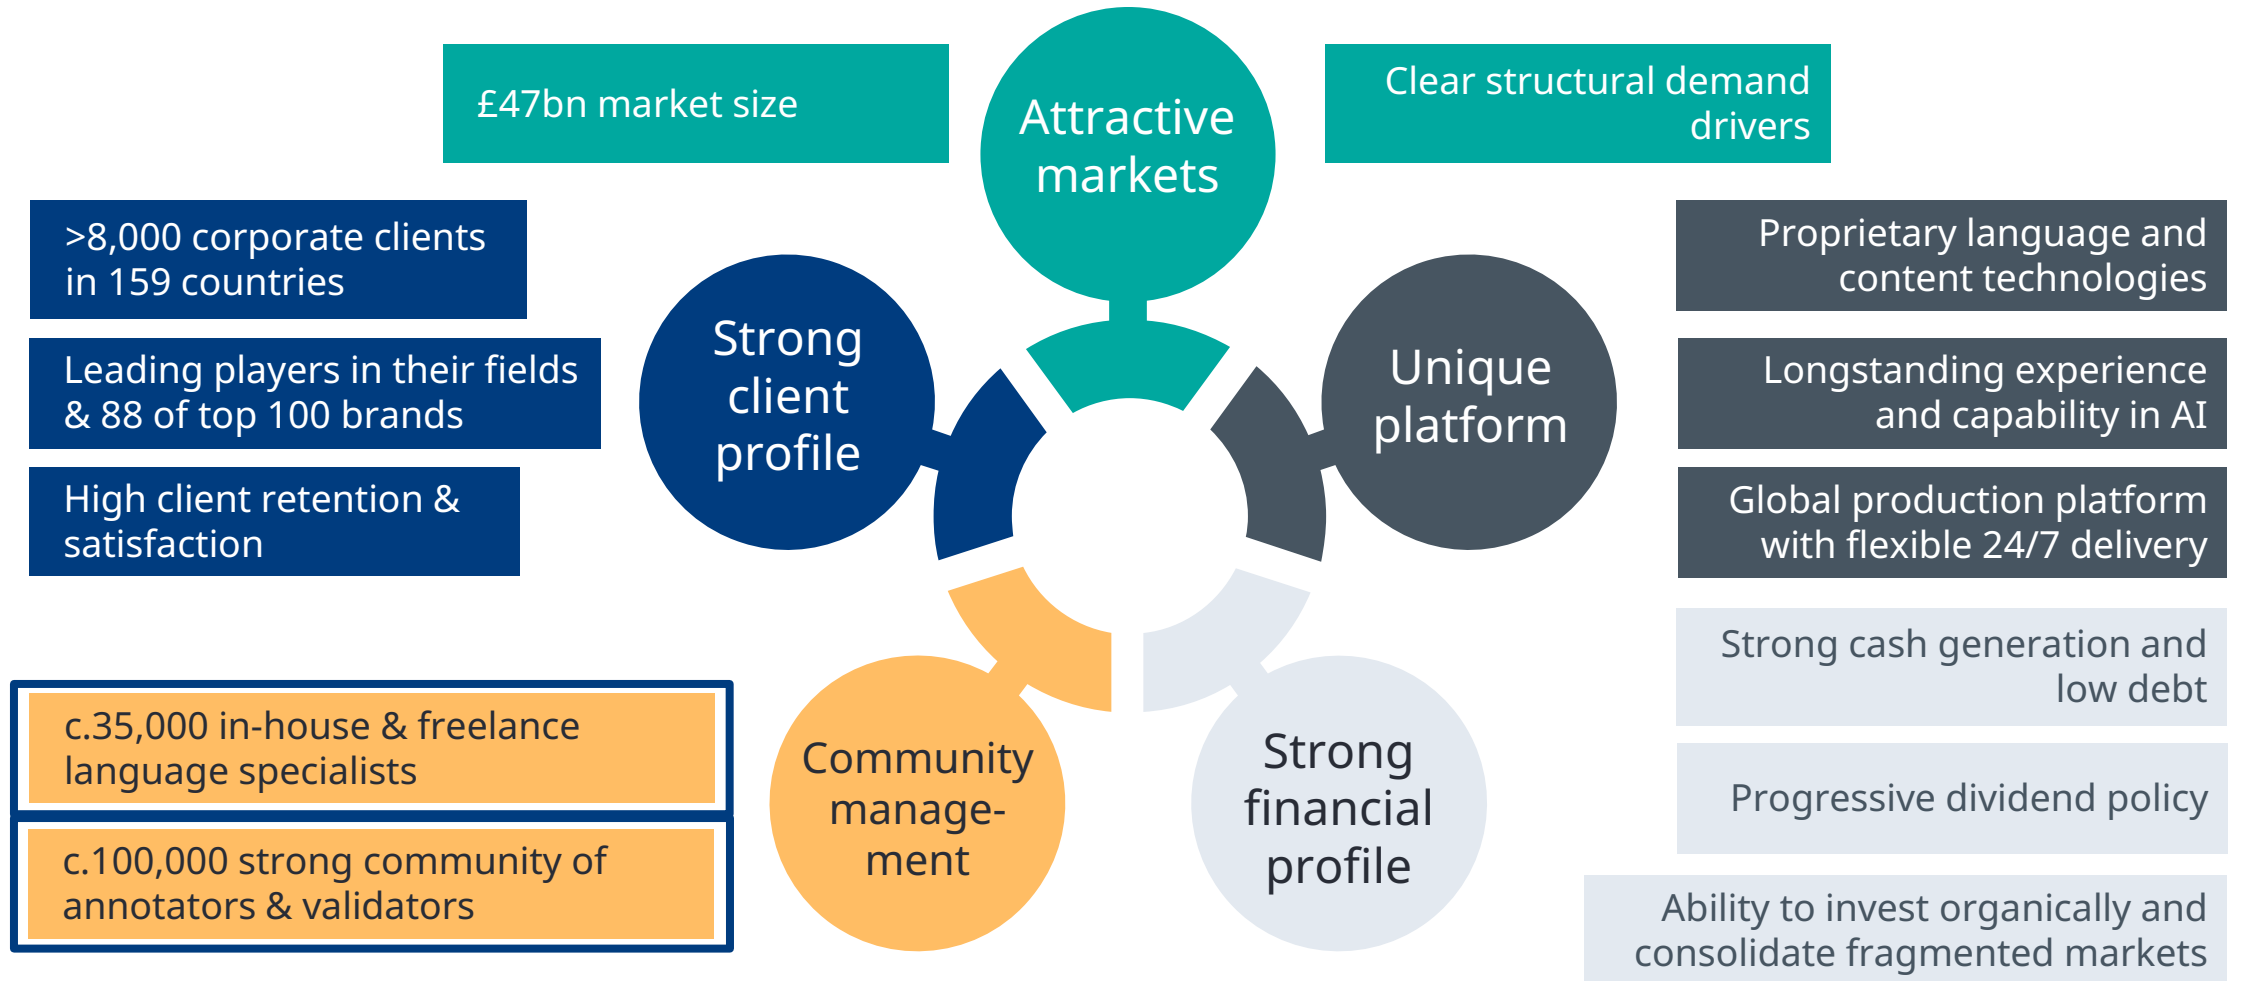 £47bn market size
Attractive
markets
Clear structural demand
drivers
>8,000 corporate clients
in 159 countries
Leading players in their fields
& 88 of top 100 brands
High client retention &
satisfaction
Strong
client
profile
Unique
platform
Proprietary language and
content technologies
Longstanding experience
and capability in AI
Global production platform
with flexible 24/7 delivery
c.35,000 in-house & freelance
language specialists
c.100,000 strong community of
annotators & validators
Community
manage-
ment
Strong
financial
profile
Strong cash generation and
low debt
Progressive dividend policy
Ability to invest organically and
consolidate fragmented markets